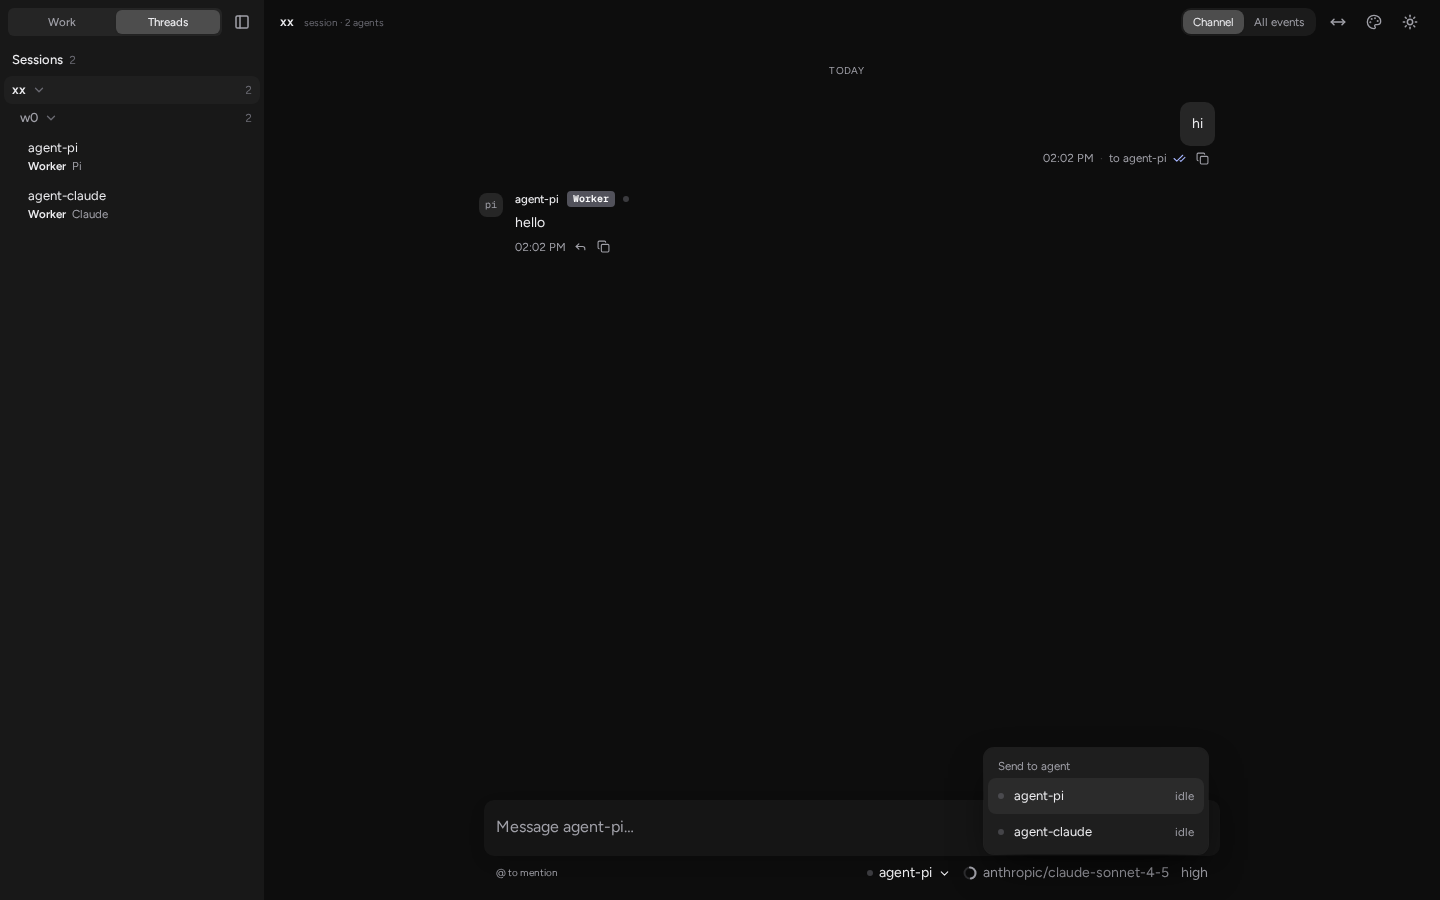 Work
Threads
Sessions 2
xx 2
w0 2
agent-pi
Worker Pi
agent-claude
Worker Claude
xx session · 2 agents
Channel
All events
TODAY
hi
02:02 PM · to agent-pi
pi
agent-pi Worker
hello
02:02 PM
Send to agent
agent-pi idle
agent-claude idle
Message agent-pi...
@ to mention
agent-pi
anthropic/claude-sonnet-4-5 high